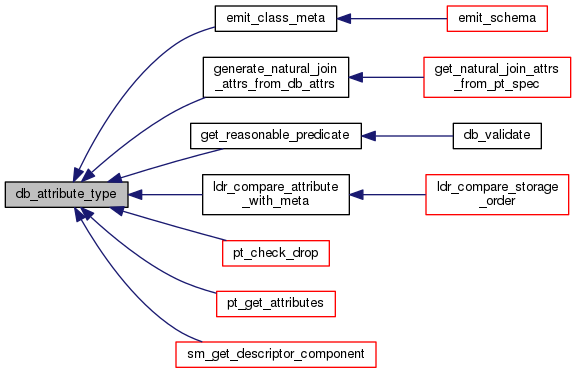 emit_class_meta
emit_schema
generate_natural_join
_attrs_from_db_attrs
get_natural_join_attrs
_from_pt_spec
get_reasonable_predicate
db_validate
db_attribute_type
ldr_compare_attribute
_with_meta
ldr_compare_storage
_order
pt_check_drop
pt_get_attributes
sm_get_descriptor_component